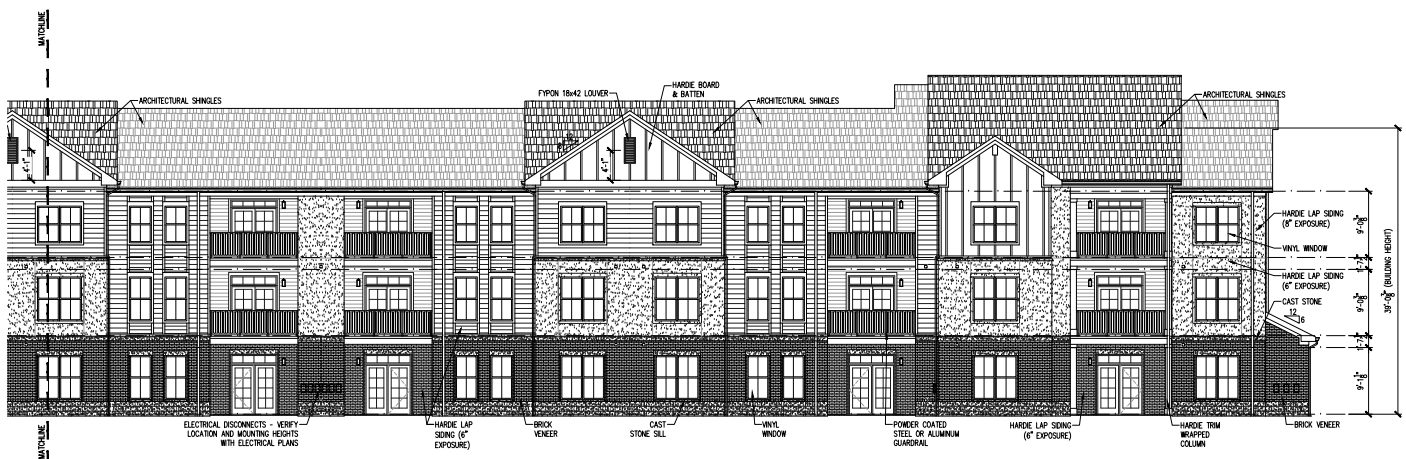 MATCHLINE
ARCHITECTURAL SHINGLES
FYPON 18x42 LOUVER
HARDIE BOARD
& BATTEN
ARCHITECTURAL SHINGLES
ARCHITECTURAL SHINGLES
HARDIE LAP SIDING
(8" EXPOSURE)
VINYL WINDOW
HARDIE LAP SIDING
(6" EXPOSURE)
CAST STONE
12
6
(BUILDING HEIGHT)
ELECTRICAL DISCONNECTS - VERIFY
LOCATION AND MOUNTING HEIGHTS
WITH ELECTRICAL PLANS
HARDIE LAP
SIDING (6"
EXPOSURE)
BRICK
VENEER
CAST
STONE SILL
VINYL
WINDOW
POWDER COATED
STEEL OR ALUMINUM
GUARDRAIL
HARDIE LAP SIDING
(6" EXPOSURE)
HARDIE TRIM
WRAPPED
COLUMN
BRICK VENEER
MATCHLINE